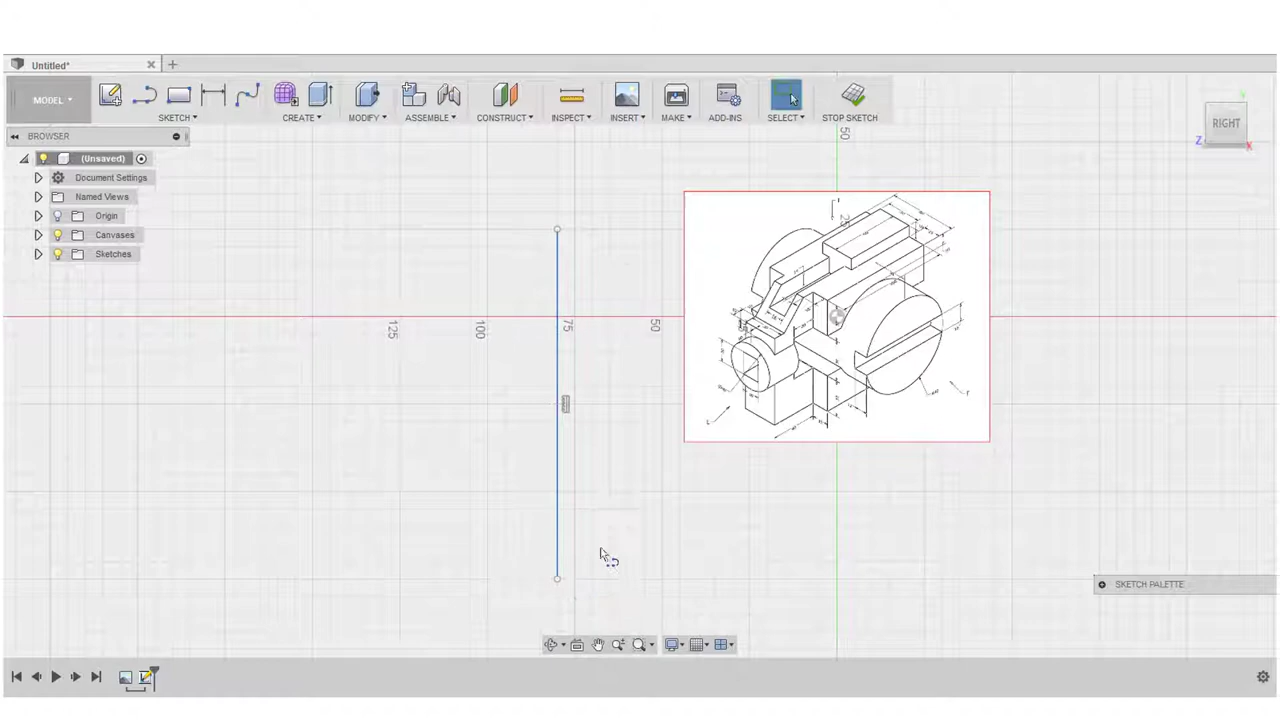 Untitled*
MODEL
SKETCH
CREATE
MODIFY
ASSEMBLE
CONSTRUCT
INSPECT
INSERT
MAKE
ADD-INS
SELECT
STOP SKETCH
BROWSER
(Unsaved)
Document Settings
Named Views
Origin
Canvases
Sketches
50
RIGHT
Z
X
25
125
100
75
50
SKETCH PALETTE